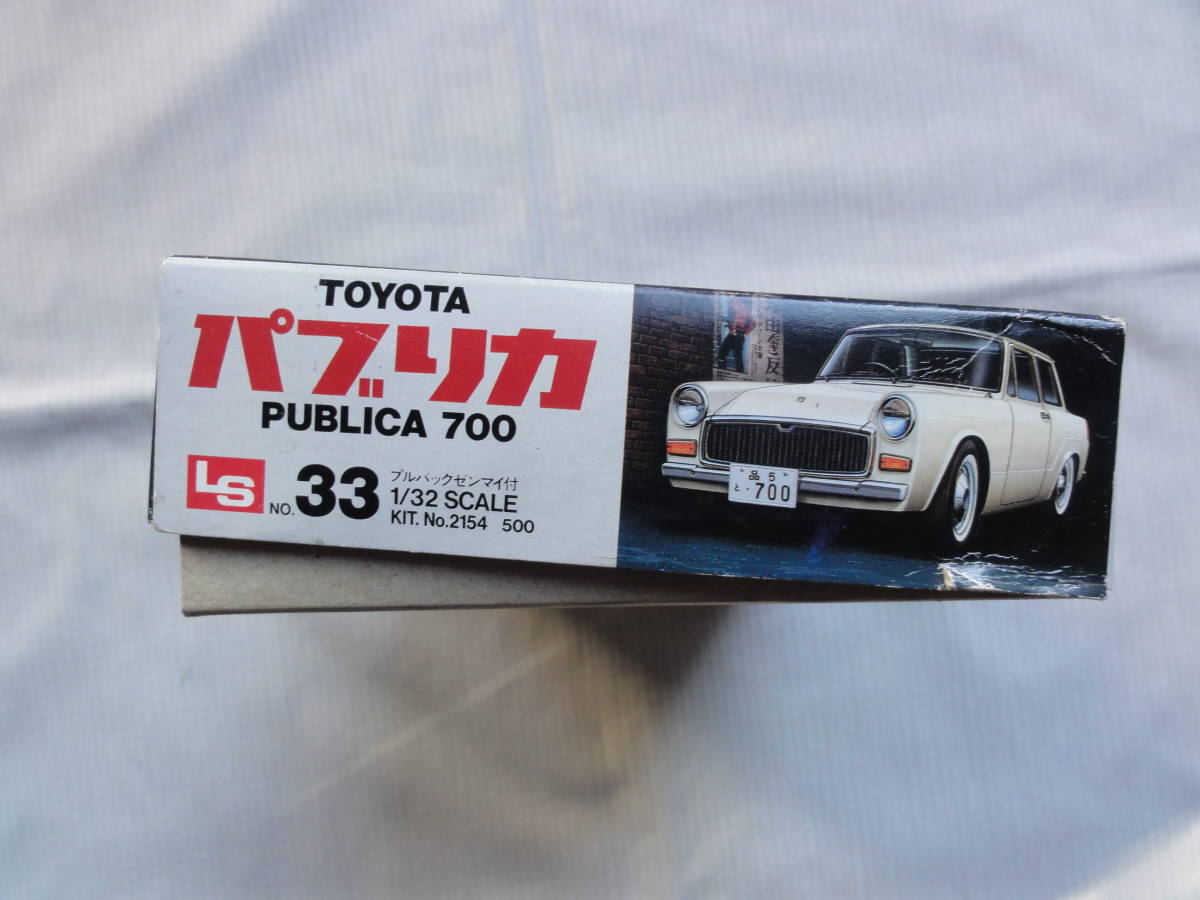 TOYOTA
パブリカ
PUBLICA 700
LS
NO. 33
プルバックゼンマイ付
1/32 SCALE
KIT. No.2154 500
品 5
と 700